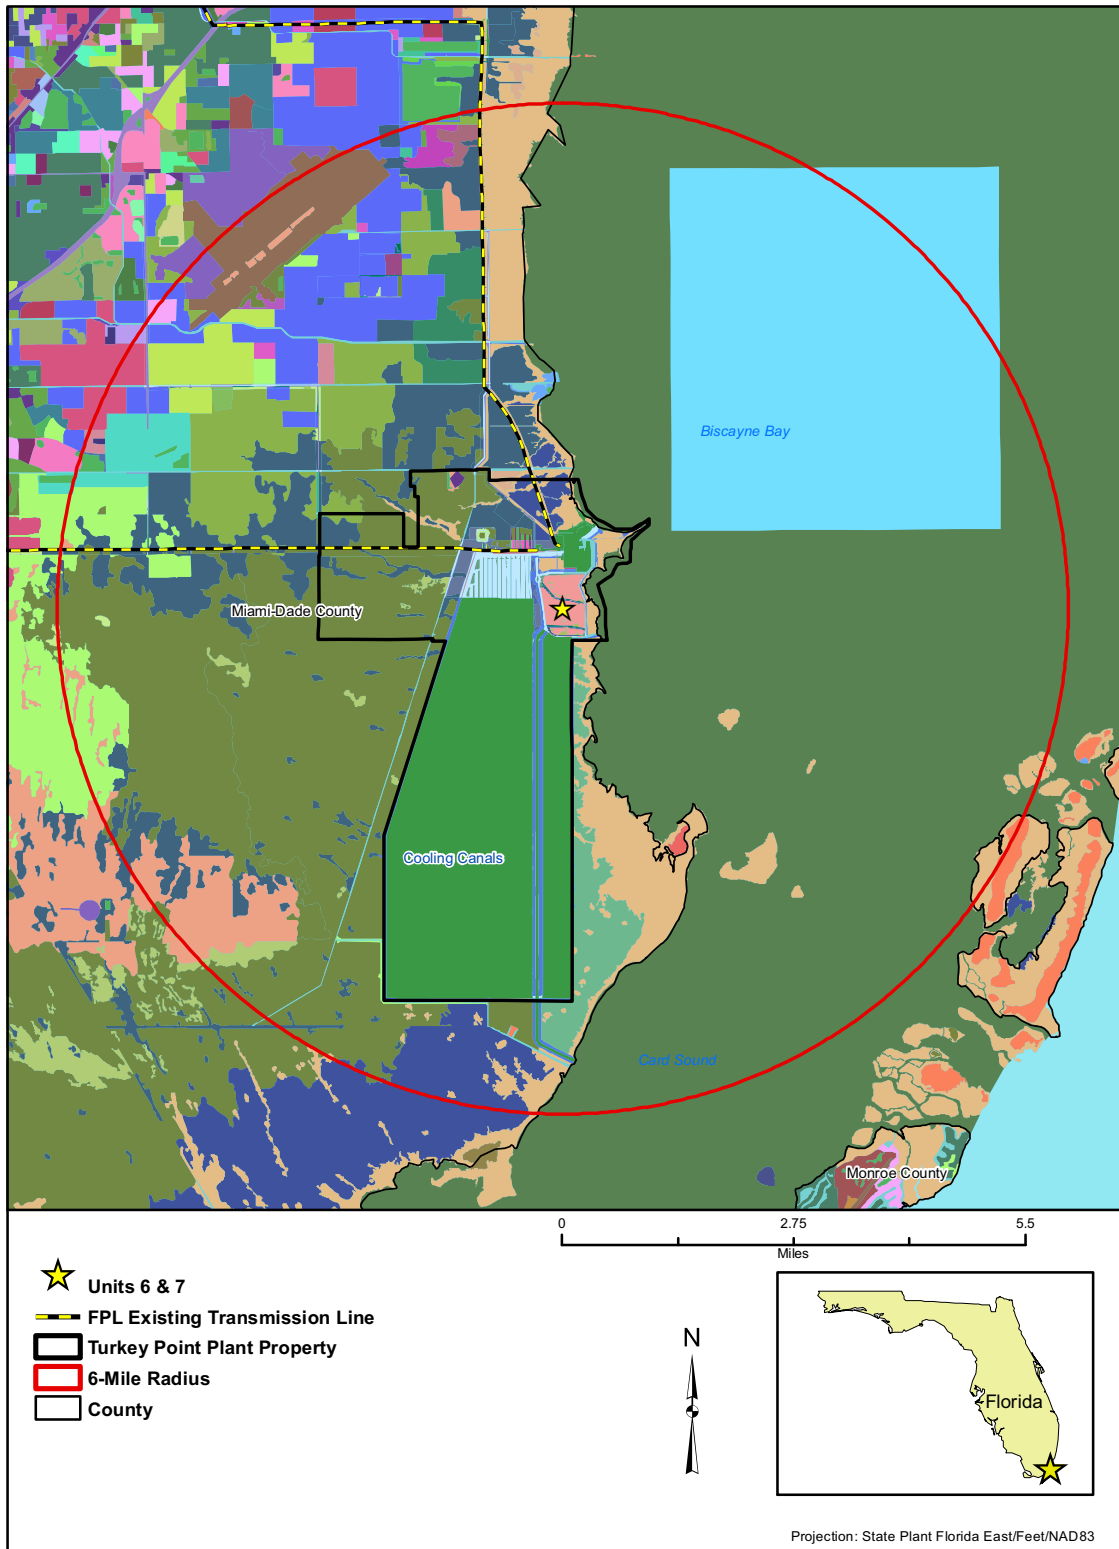 Biscayne Bay
Miami-Dade County
Cooling Canals
Card Sound
Monroe County
0 2.75 5.5
Miles
Units 6 & 7
FPL Existing Transmission Line
Turkey Point Plant Property
6-Mile Radius
County
N
Florida
Projection: State Plant Florida East/Feet/NAD83